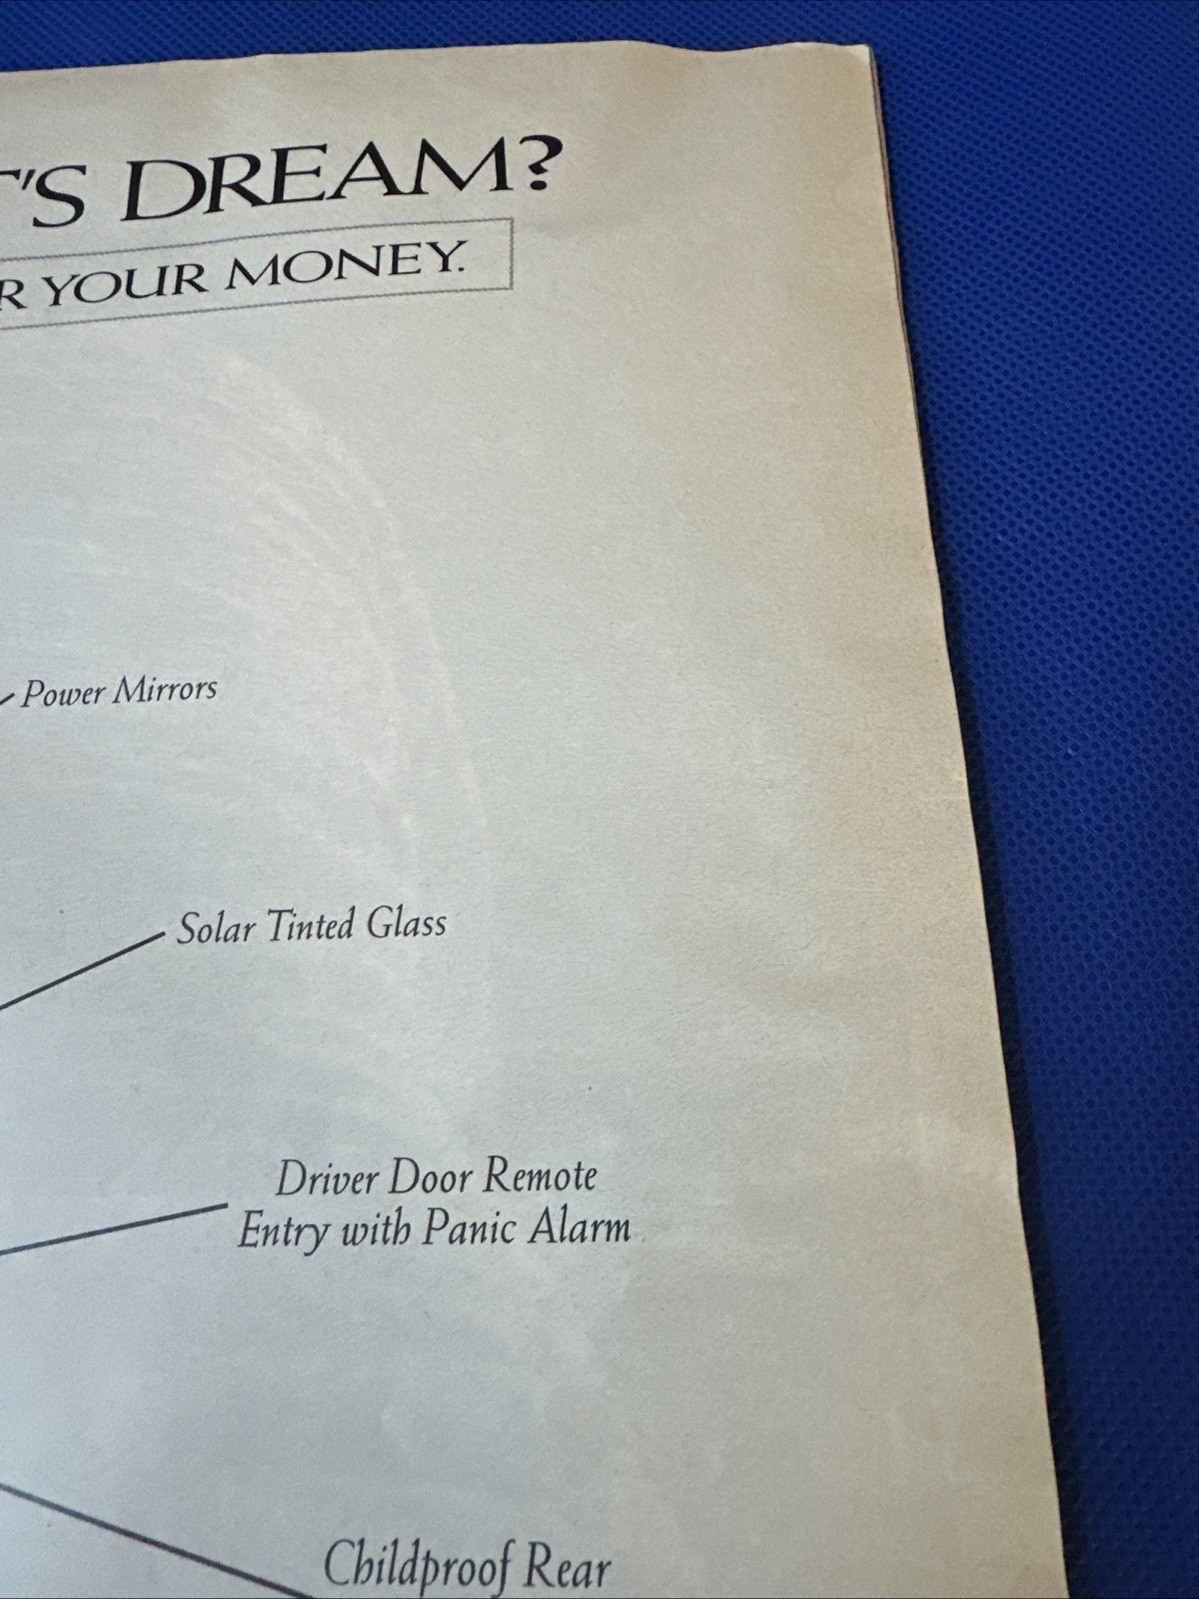 'S DREAM?
R YOUR MONEY.
Power Mirrors
Solar Tinted Glass
Driver Door Remote
Entry with Panic Alarm
Childproof Rear